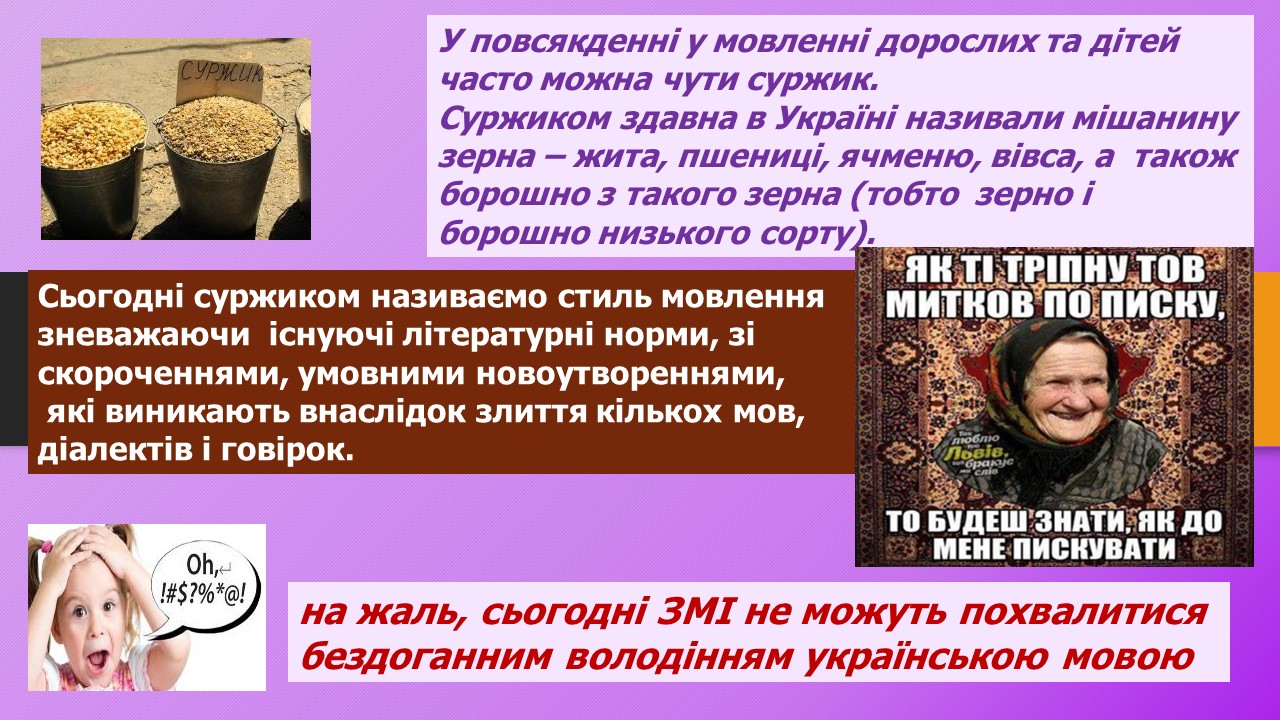 СУРЖИК
У повсякденні у мовленні дорослих та дітей
часто можна чути суржик.
Суржиком здавна в Україні називали мішанину
зерна – жита, пшениці, ячменю, вівса, а також
борошно з такого зерна (тобто зерно і
борошно низького сорту).
Сьогодні суржиком називаємо стиль мовлення
зневажаючи існуючі літературні норми, зі
скороченнями, умовними новоутвореннями,
які виникають внаслідок злиття кількох мов,
діалектів і говірок.
ЯК ТІ ТРІПНУ ТОВ
МИТКОВ ПО ПИСКУ,
люблю
Львів,
що бракує
слів
ТО БУДЕШ ЗНАТИ, ЯК ДО
МЕНЕ ПИСКУВАТИ
Oh,↵
!#$?%*@!
на жаль, сьогодні ЗМІ не можуть похвалитися
бездоганним володінням українською мовою